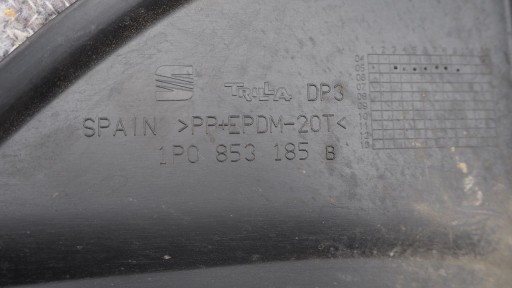 TRILLA DP3
SPAIN >PP+EPDM-20T<
1P0 853 185 B